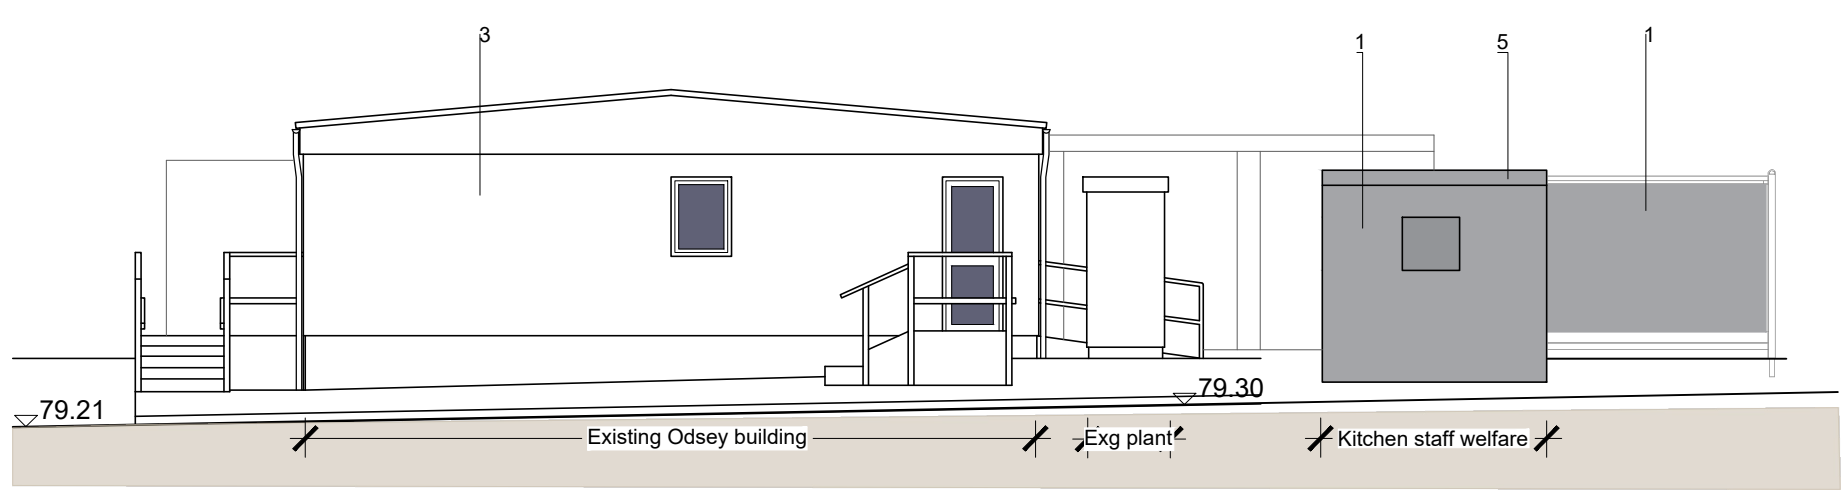 3
1
5
1
79.30
79.21
Existing Odsey building
Exg plant
Kitchen staff welfare